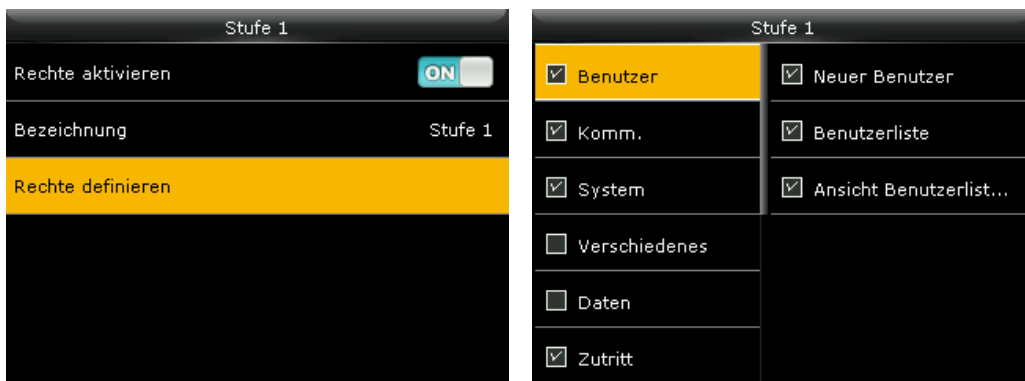 Stufe 1
Rechte aktivieren ON
Bezeichnung Stufe 1
Rechte definieren
Stufe 1
Benutzer
Komm.
System
Verschiedenes
Daten
Zutritt
Neuer Benutzer
Benutzerliste
Ansicht Benutzerlist...